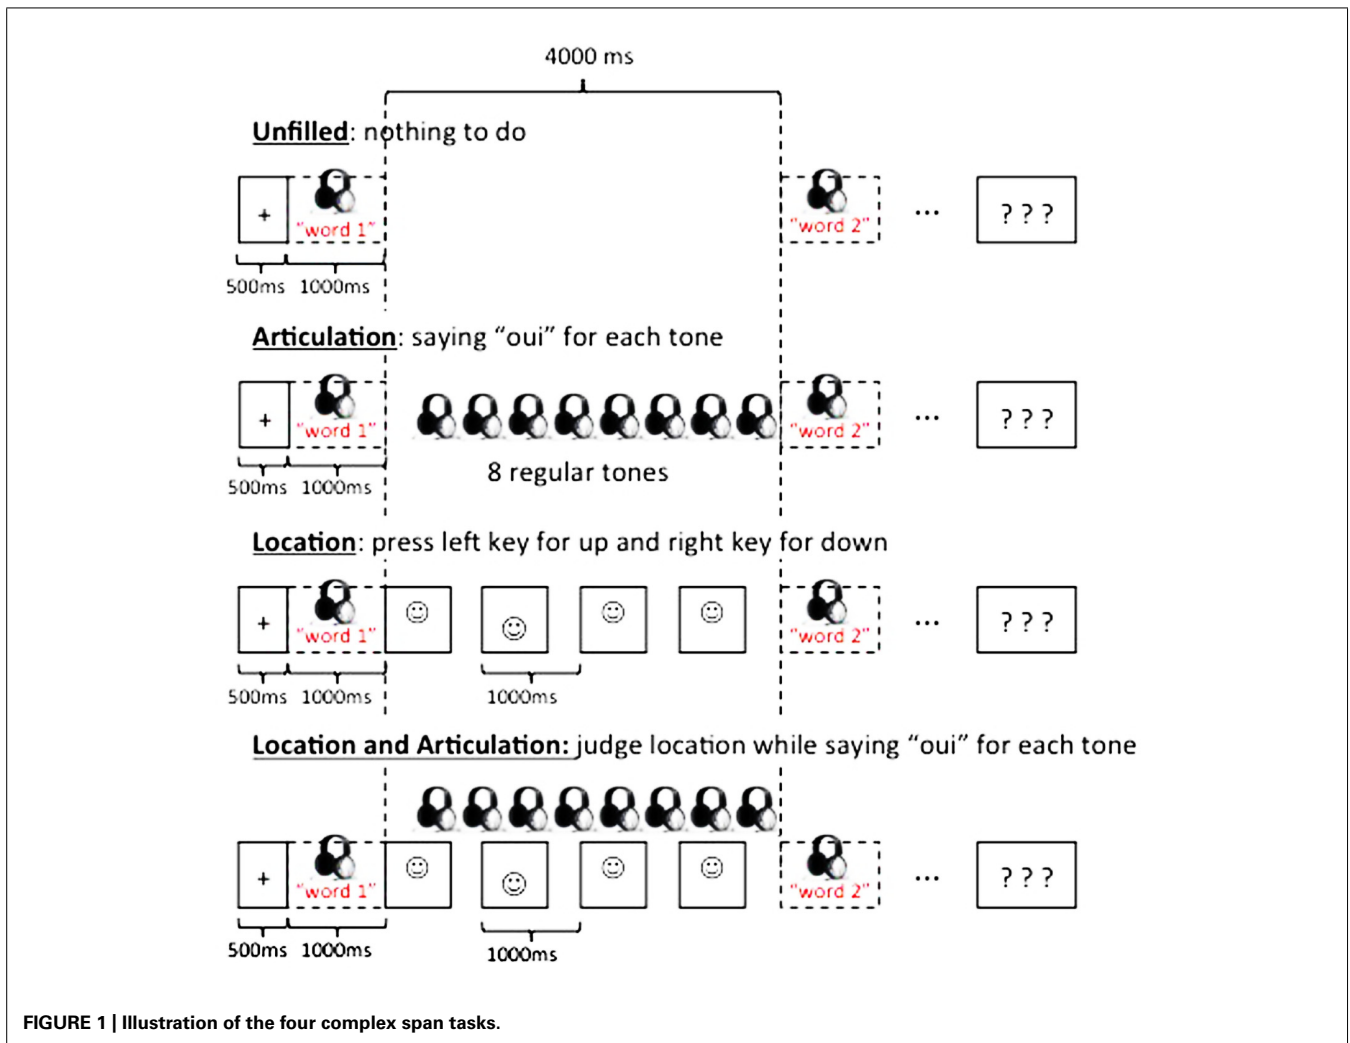 4000 ms
Unfilled: nothing to do
+ "word 1" "word 2" ... ? ? ?
500ms 1000ms
Articulation: saying “oui” for each tone
+ "word 1" "word 2" ... ? ? ?
500ms 1000ms
8 regular tones
Location: press left key for up and right key for down
+ "word 1" "word 2" ... ? ? ?
500ms 1000ms 1000ms
Location and Articulation: judge location while saying “oui” for each tone
+ "word 1" "word 2" ... ? ? ?
500ms 1000ms 1000ms
FIGURE 1 | Illustration of the four complex span tasks.